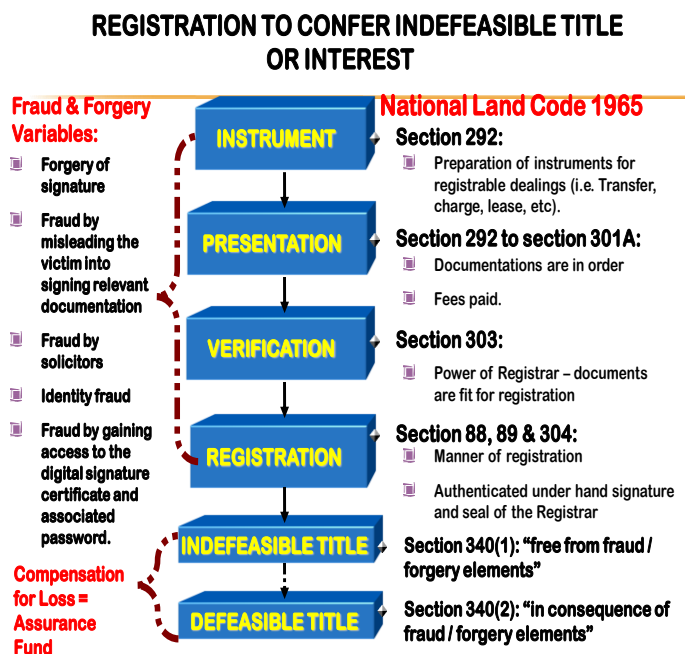 REGISTRATION TO CONFER INDEFEASIBLE TITLE
OR INTEREST
Fraud & Forgery
Variables:
Forgery of
signature
Fraud by
misleading the
victim into
signing relevant
documentation
Fraud by
solicitors
Identity fraud
Fraud by gaining
access to the
digital signature
certificate and
associated
password.
Compensation
for Loss =
Assurance
Fund
INSTRUMENT
PRESENTATION
VERIFICATION
REGISTRATION
INDEFEASIBLE TITLE
DEFEASIBLE TITLE
National Land Code 1965
Section 292:
Preparation of instruments for
registrable dealings (i.e. Transfer,
charge, lease, etc).
Section 292 to section 301A:
Documentations are in order
Fees paid.
Section 303:
Power of Registrar – documents
are fit for registration
Section 88, 89 & 304:
Manner of registration
Authenticated under hand signature
and seal of the Registrar
Section 340(1): “free from fraud /
forgery elements”
Section 340(2): “in consequence of
fraud / forgery elements”